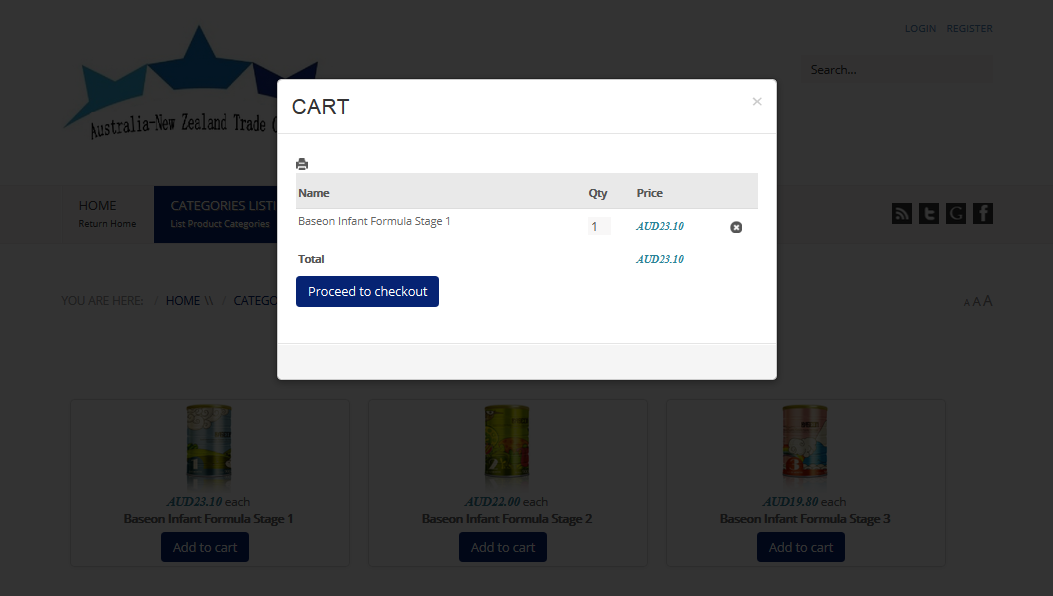 LOGIN REGISTER
Search...
Australia-New Zealand Trade
CART
×
Name Qty Price
Baseon Infant Formula Stage 1 1 AUD23.10
Total AUD23.10
Proceed to checkout
HOME
Return Home
CATEGORIES LISTI
List Product Categories
YOU ARE HERE: / HOME \\ / CATEGO
A A A
AUD23.10 each
Baseon Infant Formula Stage 1
Add to cart
AUD22.00 each
Baseon Infant Formula Stage 2
Add to cart
AUD19.80 each
Baseon Infant Formula Stage 3
Add to cart